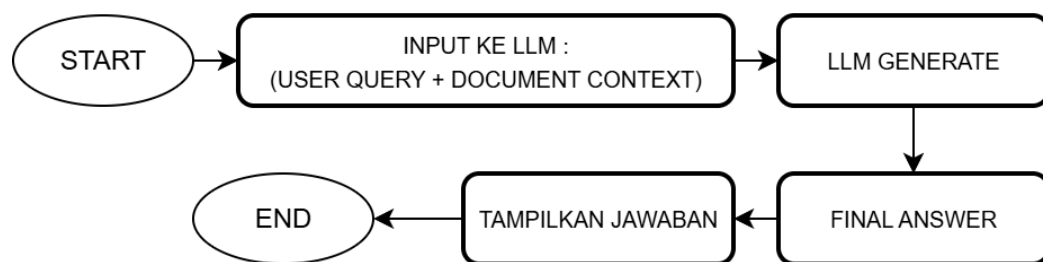 START
INPUT KE LLM :
(USER QUERY + DOCUMENT CONTEXT)
LLM GENERATE
FINAL ANSWER
TAMPILKAN JAWABAN
END